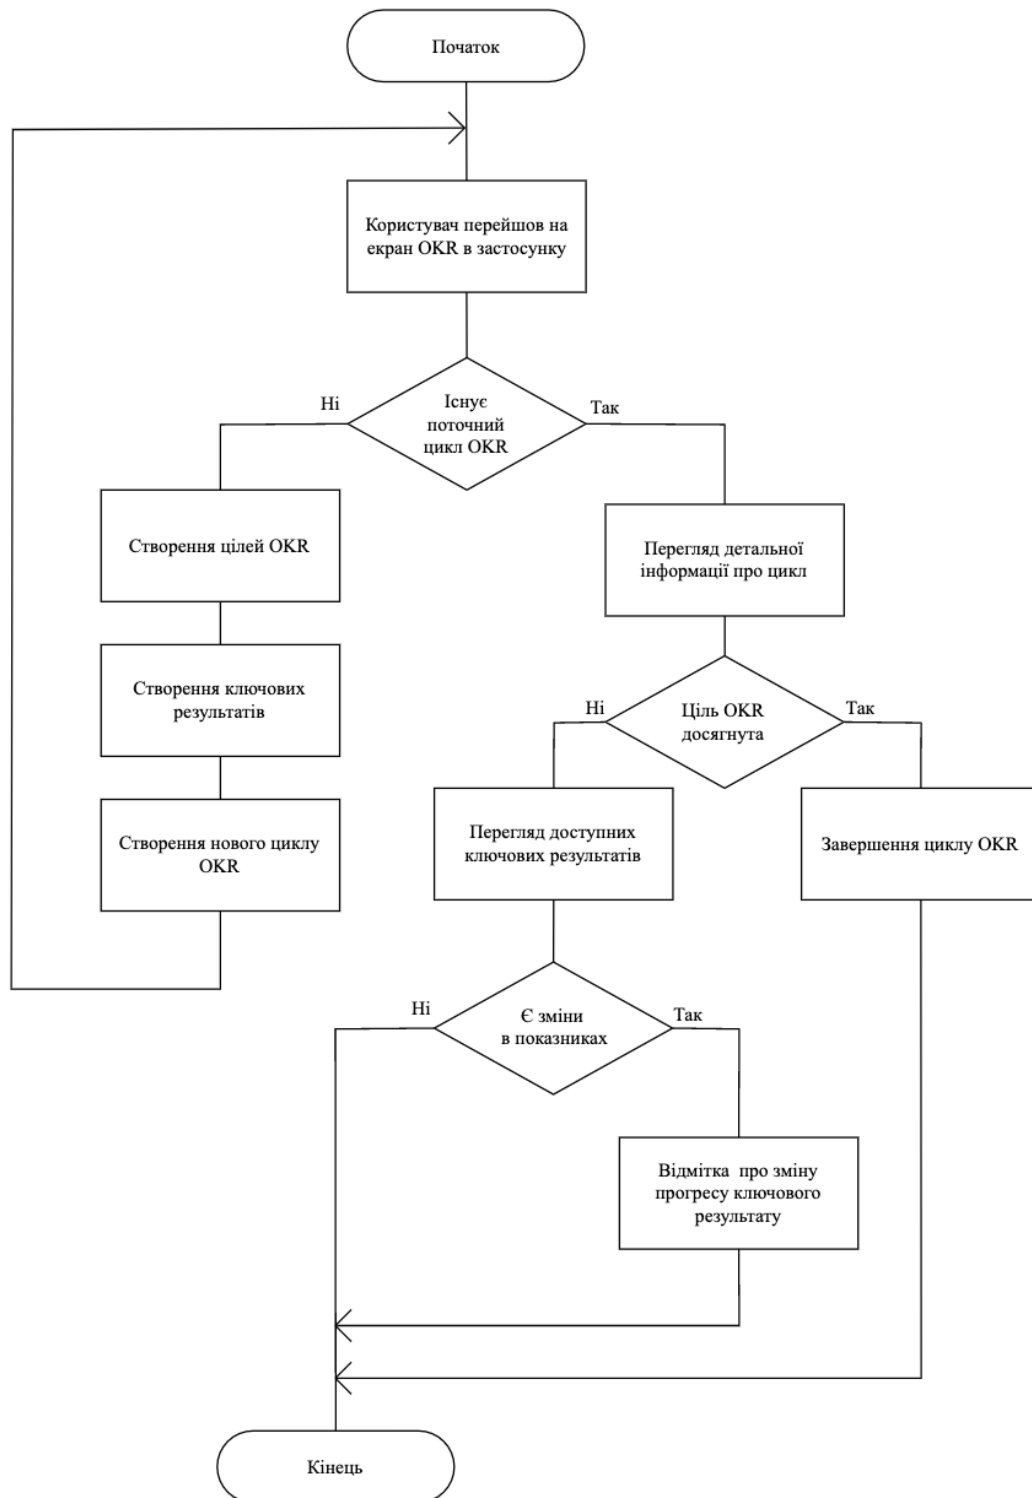 Початок
Користувач перейшов на
екран OKR в застосунку
Існує
поточний
цикл OKR
Ні
Так
Створення цілей OKR
Перегляд детальної
інформації про цикл
Створення ключових
результатів
Ціль OKR
досягнута
Ні
Так
Створення нового циклу
OKR
Перегляд доступних
ключових результатів
Завершення циклу OKR
Є зміни
в показниках
Ні
Так
Відмітка про зміну
прогресу ключового
результату
Кінець